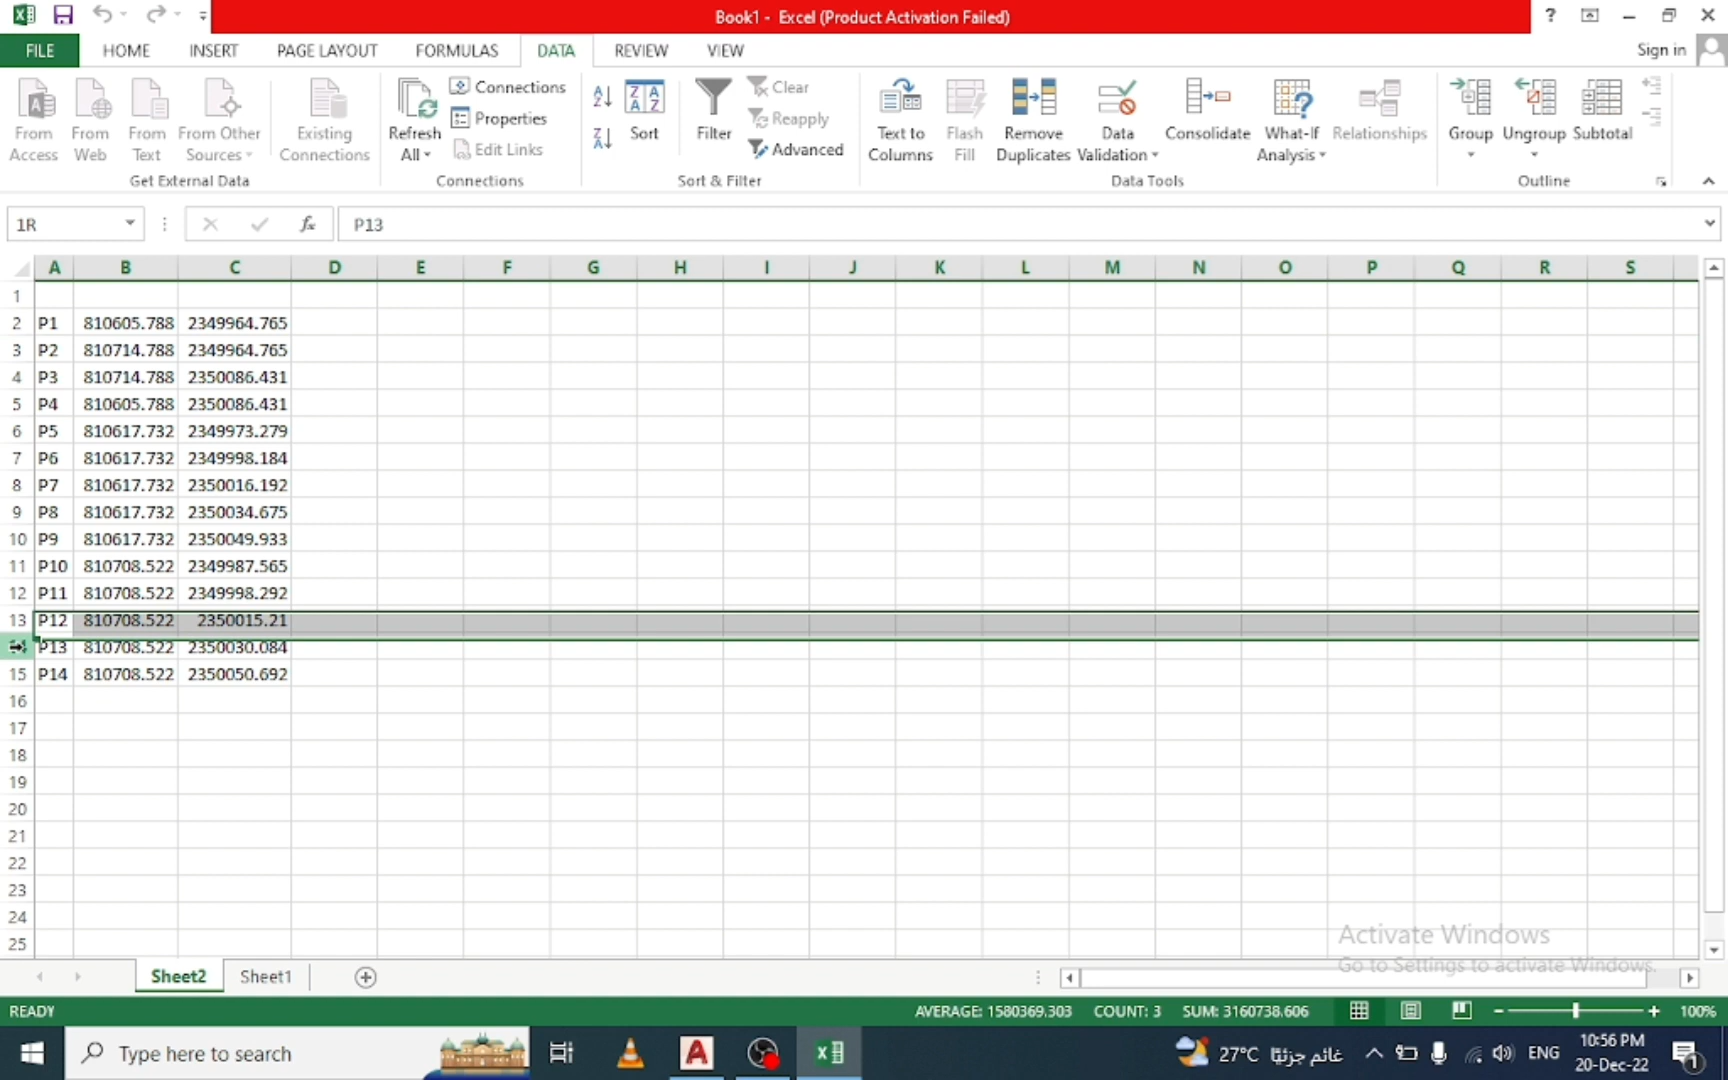 Book1 - Excel (Product Activation Failed)
FILE HOME INSERT PAGE LAYOUT FORMULAS DATA REVIEW VIEW Sign in
From Access From Web From Text From Other Sources Existing Connections
Get External Data
Refresh All Connections Properties Edit Links
Connections
Sort Filter Clear Reapply Advanced
Sort & Filter
Text to Columns Flash Fill Remove Duplicates Data Validation Consolidate What-If Analysis Relationships
Data Tools
Group Ungroup Subtotal
Outline
1R fx P13
A B C D E F G H I J K L M N O P Q R S
1
2 P1 810605.788 2349964.765
3 P2 810714.788 2349964.765
4 P3 810714.788 2350086.431
5 P4 810605.788 2350086.431
6 P5 810617.732 2349973.279
7 P6 810617.732 2349998.184
8 P7 810617.732 2350016.192
9 P8 810617.732 2350034.675
10 P9 810617.732 2350049.933
11 P10 810708.522 2349987.565
12 P11 810708.522 2349998.292
13 P12 810708.522 2350015.21
P13 810708.522 2350030.084
15 P14 810708.522 2350050.692
16
17
18
19
20
21
22
23
24
25
Activate Windows
Go to Settings to activate Windows.
Sheet2 Sheet1
READY AVERAGE: 1580369.303 COUNT: 3 SUM: 3160738.606 100%
Type here to search 27°C غائم جزئيًا ENG 10:56 PM
20-Dec-22 1